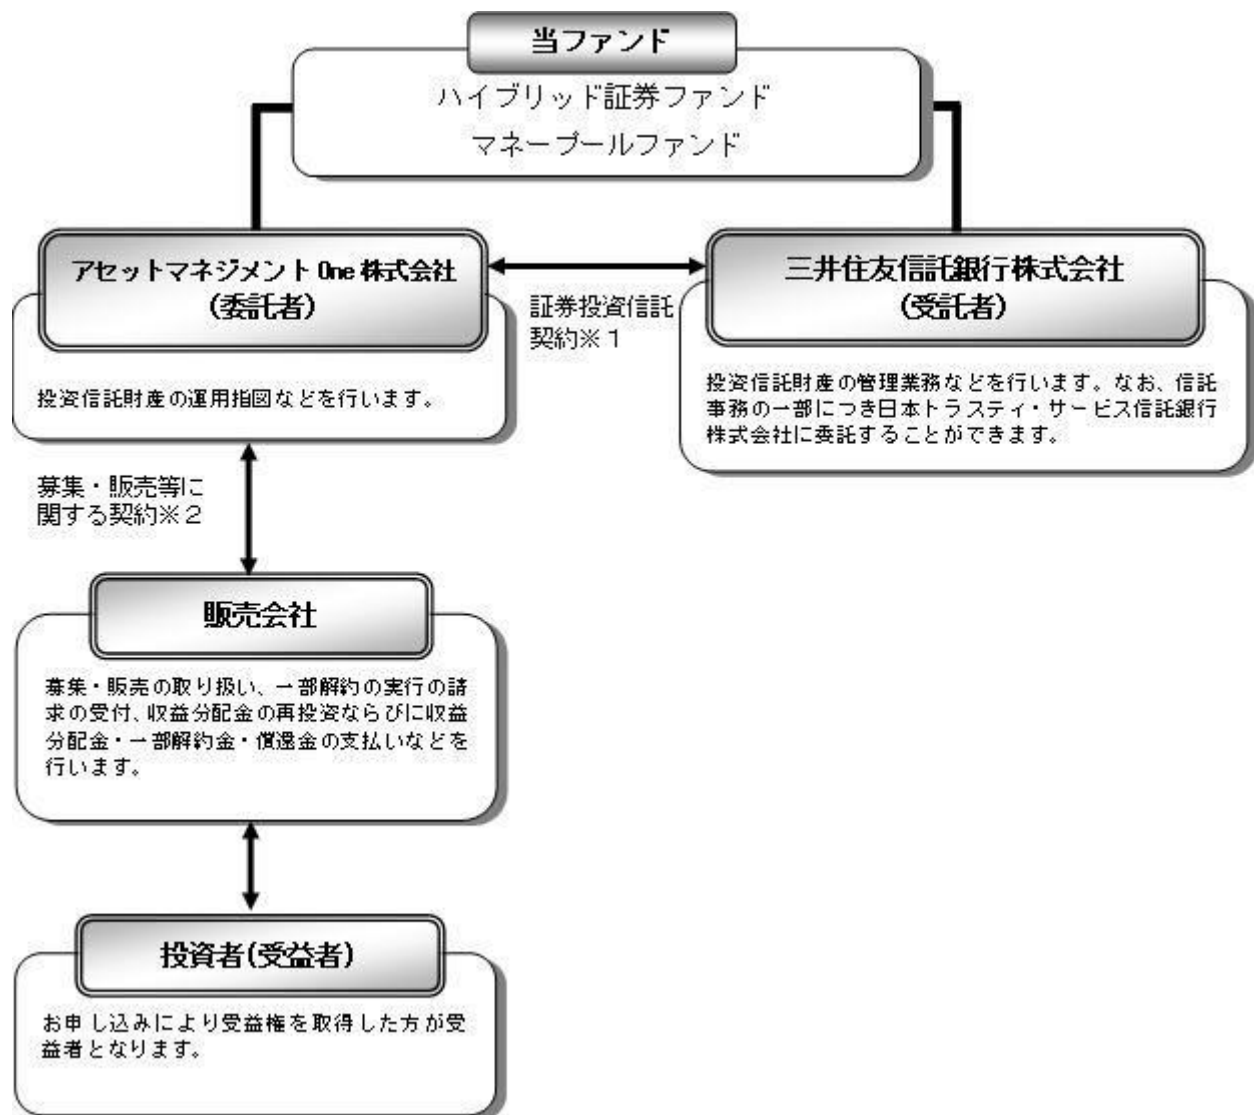 当ファンド
ハイブリッド証券ファンド
マネープールファンド
アセットマネジメント One 株式会社
(委託者)
投資信託財産の運用指図などを行います。
証券投資信託
契約※１
三井住友信託銀行株式会社
(受託者)
投資信託財産の管理業務などを行います。なお、信託
事務の一部につき日本トラスティ・サービス信託銀行
株式会社に委託することができます。
募集・販売等に
関する契約※２
販売会社
募集・販売の取り扱い、一部解約の実行の請
求の受付、収益分配金の再投資ならびに収益
分配金・一部解約金・償還金の支払いなどを
行います。
投資者(受益者)
お申し込みにより受益権を取得した方が受
益者となります。